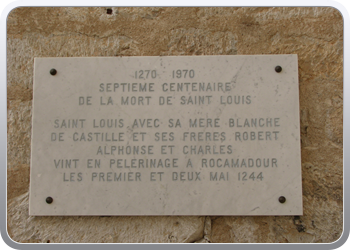 1270 1970
SEPTIEME CENTENAIRE
DE LA MORT DE SAINT LOUIS
SAINT LOUIS AVEC SA MERE BLANCHE
DE CASTILLE ET SES FRERES ROBERT
ALPHONSE ET CHARLES
VINT EN PELERINAGE A ROCAMADOUR
LES PREMIER ET DEUX MAI 1244